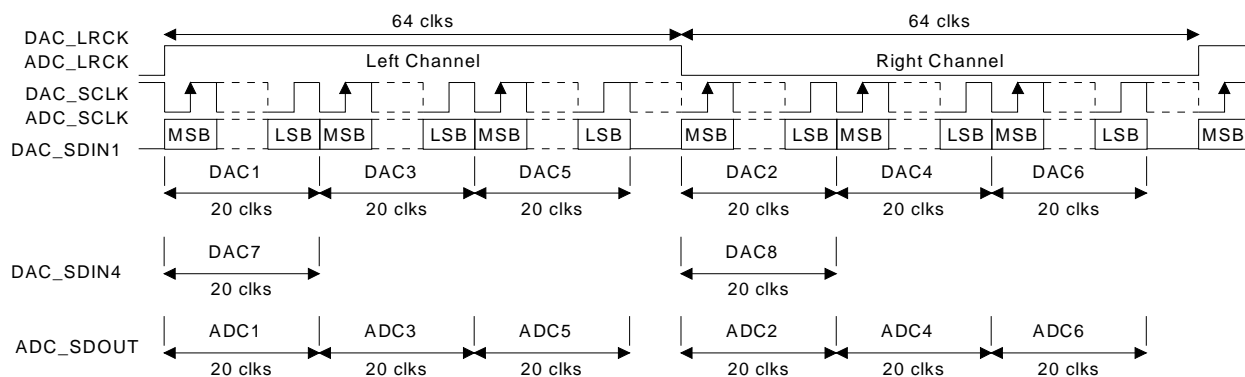 64 clks 64 clks
DAC_LRCK
ADC_LRCK Left Channel Right Channel
DAC_SCLK
ADC_SCLK
DAC_SDIN1 MSB LSB MSB LSB MSB LSB MSB LSB MSB LSB MSB LSB MSB
DAC1 DAC3 DAC5 DAC2 DAC4 DAC6
20 clks 20 clks 20 clks 20 clks 20 clks 20 clks
DAC_SDIN4 DAC7 DAC8
20 clks 20 clks
ADC_SDOUT ADC1 ADC3 ADC5 ADC2 ADC4 ADC6
20 clks 20 clks 20 clks 20 clks 20 clks 20 clks